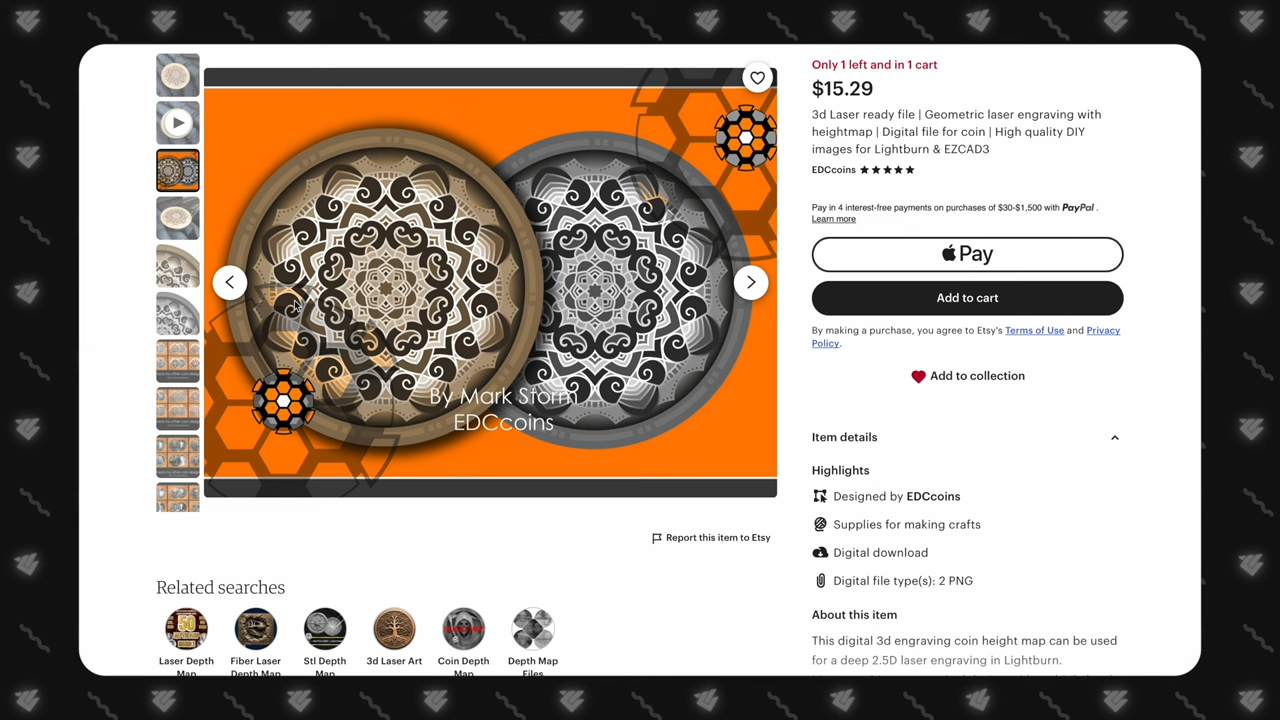 Only 1 left and in 1 cart
$15.29
3d Laser ready file | Geometric laser engraving with
heightmap | Digital file for coin | High quality DIY
images for Lightburn & EZCAD3
EDCcoins
Pay in 4 interest-free payments on purchases of $30-$1,500 with PayPal .
Learn more
Pay
Add to cart
By making a purchase, you agree to Etsy's Terms of Use and Privacy
Policy.
Add to collection
Item details
Highlights
Designed by EDCcoins
Supplies for making crafts
Digital download
Digital file type(s): 2 PNG
About this item
This digital 3d engraving coin height map can be used
for a deep 2.5D laser engraving in Lightburn.
By Mark Storm
EDCcoins
Report this item to Etsy
Related searches
Laser Depth
Map
Fiber Laser
Depth Map
Stl Depth
Map
3d Laser Art
Coin Depth
Map
Depth Map
Files